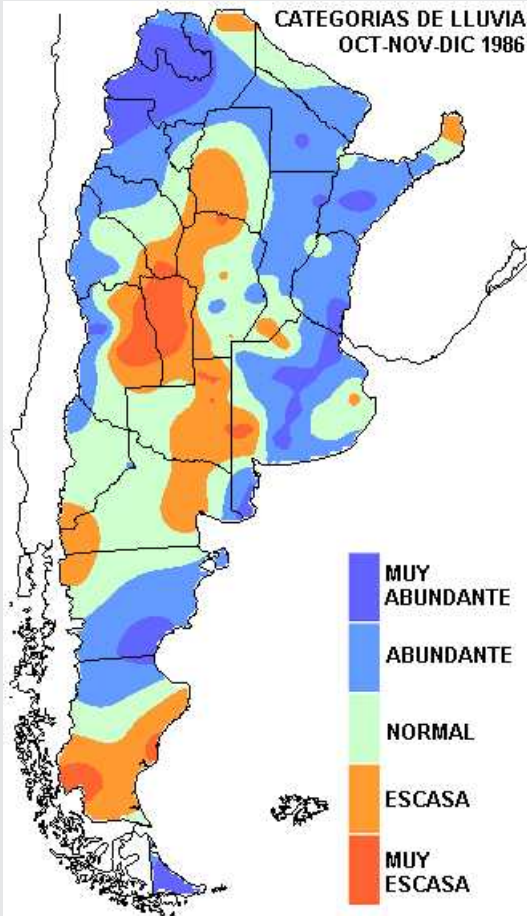 CATEGORIAS DE LLUVIA
OCT-NOV-DIC 1986
MUY
ABUNDANTE
ABUNDANTE
NORMAL
ESCASA
MUY
ESCASA